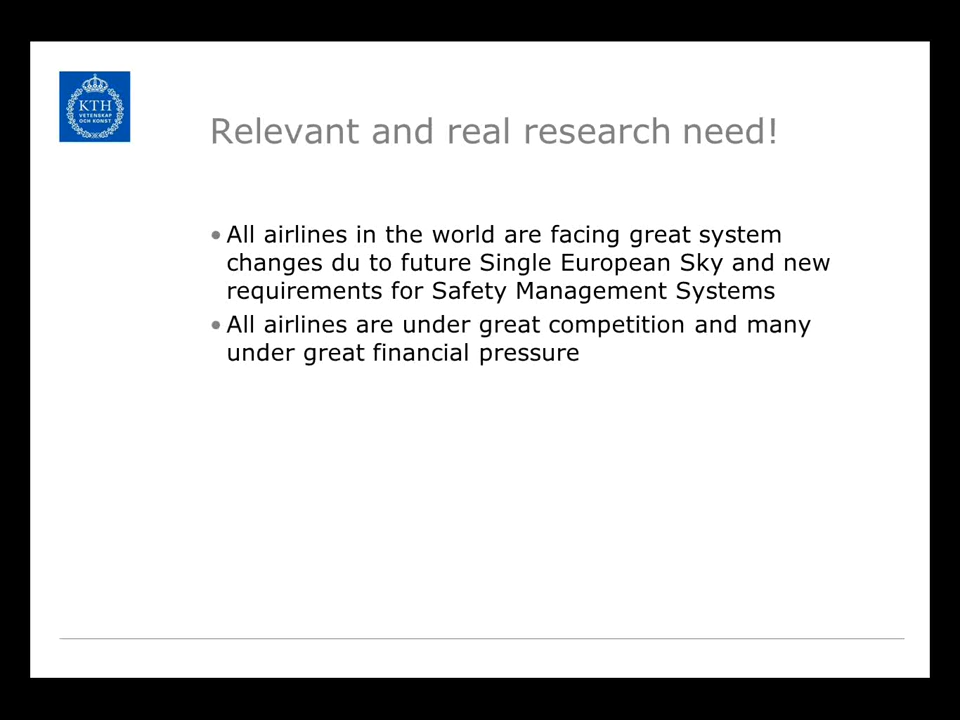 KTH
VETENSKAP
OCH KONST
Relevant and real research need!
• All airlines in the world are facing great system
changes du to future Single European Sky and new
requirements for Safety Management Systems
• All airlines are under great competition and many
under great financial pressure